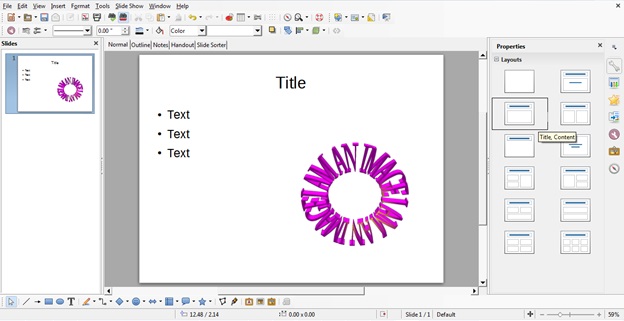 File Edit View Insert Format Tools Slide Show Window Help
0.00 "
Color
Slides
Normal Outline Notes Handout Slide Sorter
Properties
Layouts
1
Title
Text
Text
Text
Title
• Text
• Text
• Text
I'M AN IMAGE! I'M AN IMAGE!
Title, Content
12.48 / 2.14
0.00 x 0.00
Slide 1 / 1
Default
59%